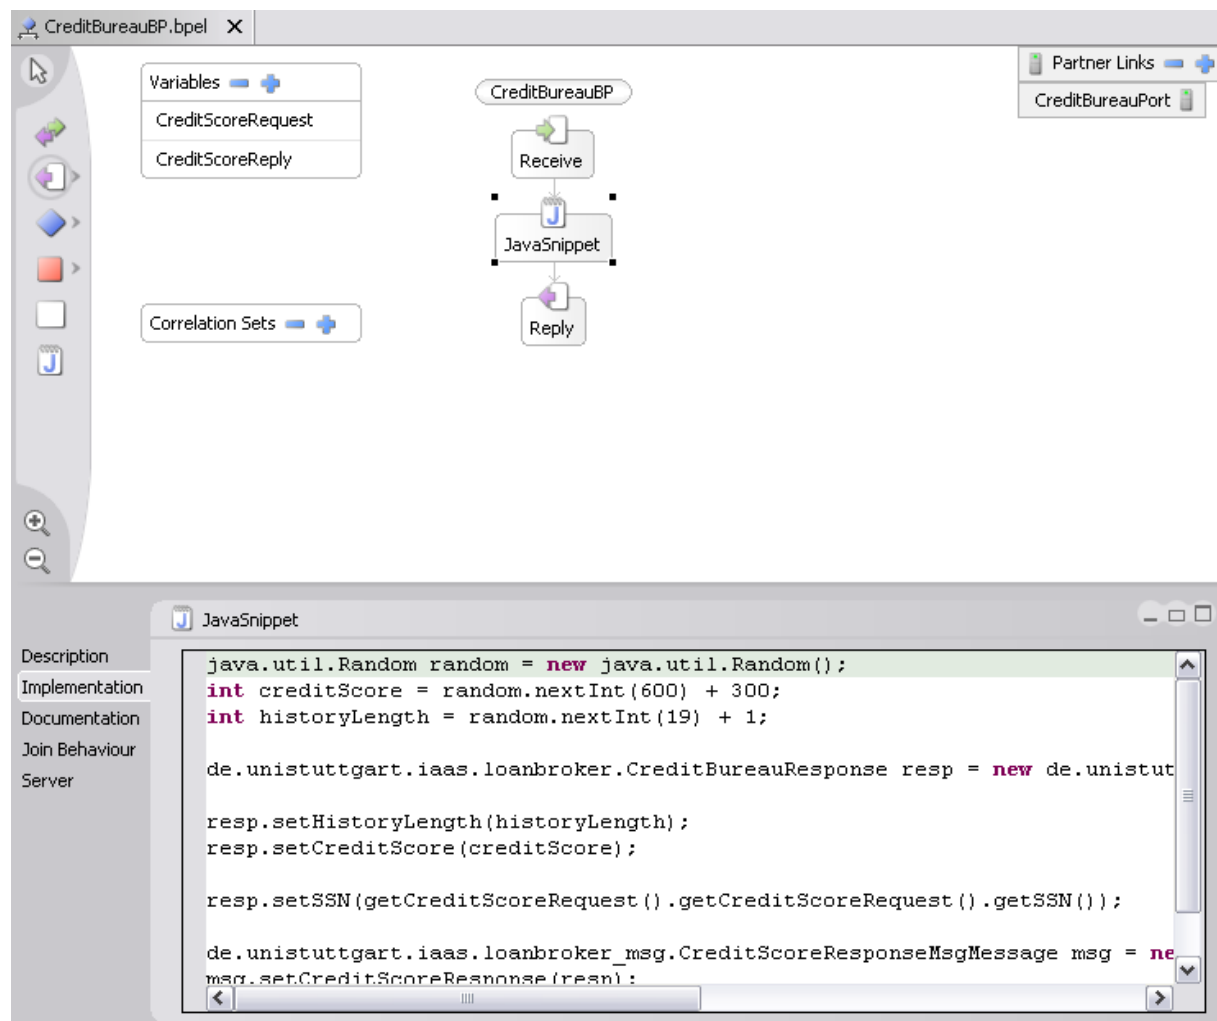 CreditBureauBP.bpel X
Variables
CreditScoreRequest
CreditScoreReply
Correlation Sets
CreditBureauBP
Receive
JavaSnippet
Reply
Partner Links
CreditBureauPort
JavaSnippet
Description
Implementation
Documentation
Join Behaviour
Server
java.util.Random random = new java.util.Random();
int creditScore = random.nextInt(600) + 300;
int historyLength = random.nextInt(19) + 1;
de.unistuttgart.iaas.loanbroker.CreditBureauResponse resp = new de.unistut
resp.setHistoryLength(historyLength);
resp.setCreditScore(creditScore);
resp.setSSN(getCreditScoreRequest().getCreditScoreRequest().getSSN());
de.unistuttgart.iaas.loanbroker_msg.CreditScoreResponseMsgMessage msg = ne
msg.setCreditScoreResponse(resp);